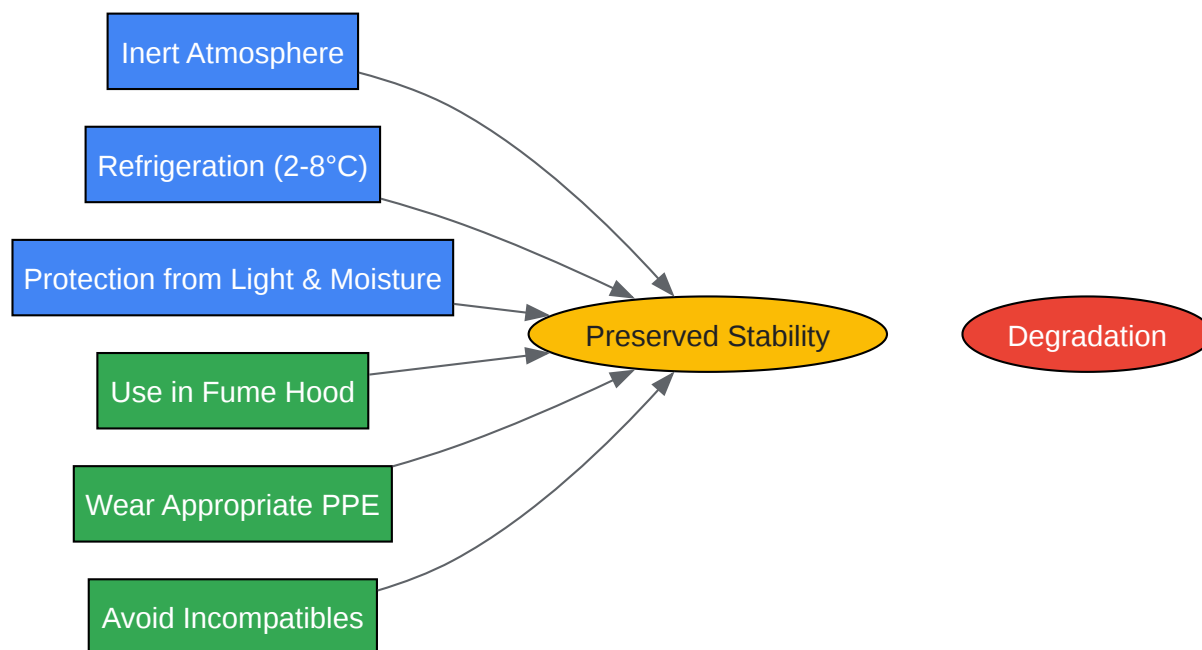 Inert Atmosphere
Refrigeration (2-8°C)
Protection from Light & Moisture
Use in Fume Hood
Wear Appropriate PPE
Avoid Incompatibles
Preserved Stability
Degradation